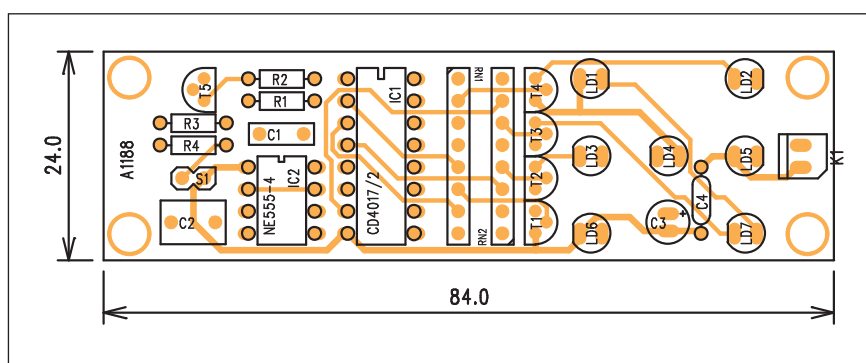 24.0
A1188
T5
R2
R1
R3
R4
C1
S1
C2
NE555-4
IC2
IC1
CD4017/2
RN1
RN2
T4
T3
T2
T1
LD1
LD2
LD3
LD4
LD5
K1
C4
C3
+
LD6
LD7
84.0